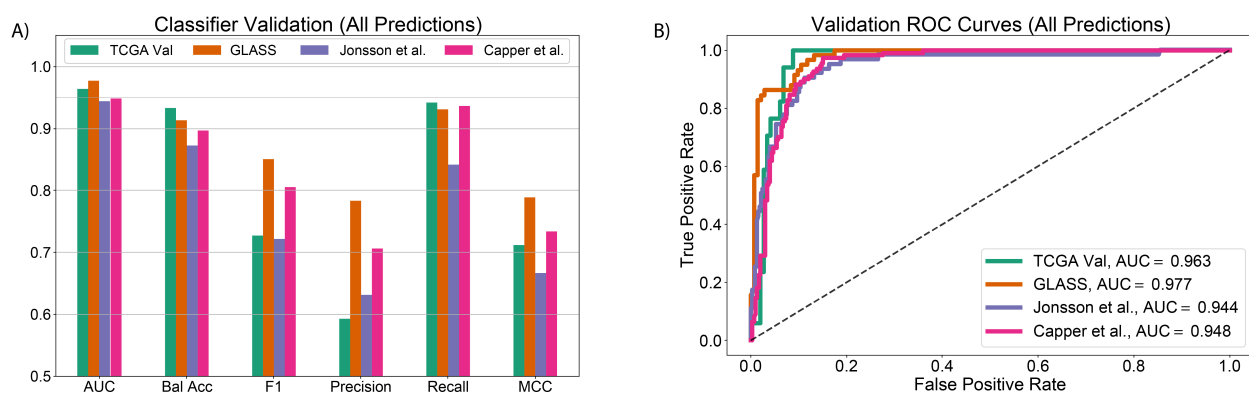 A)
Classifier Validation (All Predictions)
TCGA Val
GLASS
Jonsson et al.
Capper et al.
1.0
0.9
0.8
0.7
0.6
0.5
AUC
Bal Acc
F1
Precision
Recall
MCC
B)
Validation ROC Curves (All Predictions)
True Positive Rate
1.0
0.8
0.6
0.4
0.2
0.0
TCGA Val, AUC = 0.963
GLASS, AUC = 0.977
Jonsson et al., AUC = 0.944
Capper et al., AUC = 0.948
0.0
0.2
0.4
0.6
0.8
1.0
False Positive Rate